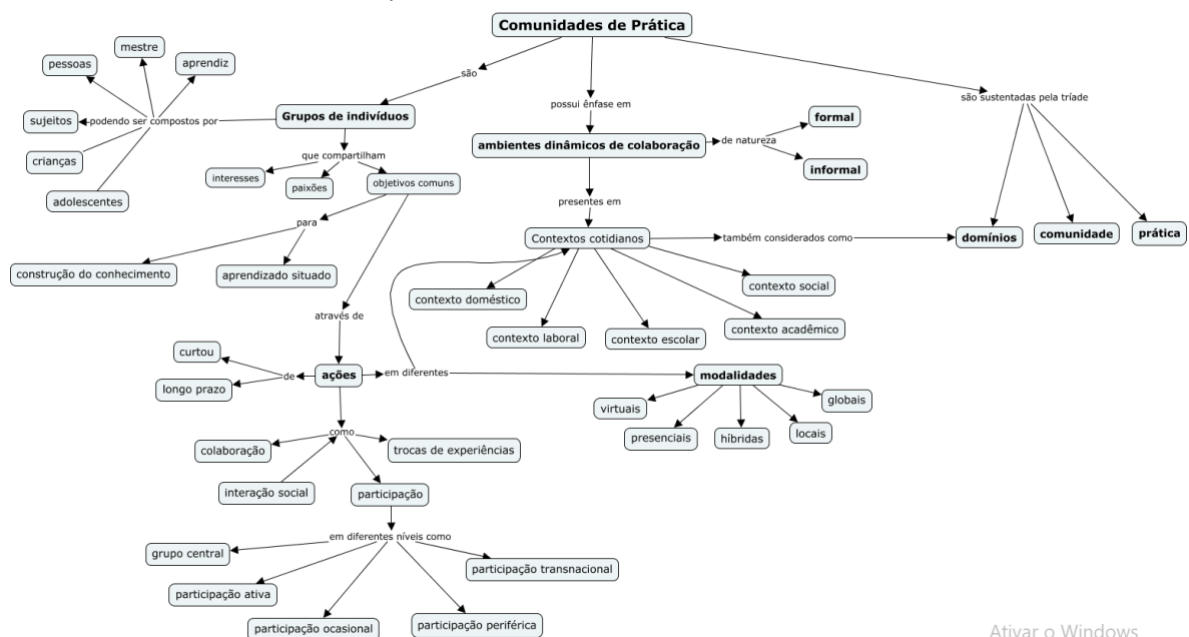 Comunidades de Prática
mestre
pessoas
aprendiz
são
possui ênfase em
são sustentadas pela tríade
sujeitos
podendo ser compostos por
Grupos de indivíduos
formal
ambientes dinâmicos de colaboração
de natureza
informal
crianças
que compartilham
adolescentes
interesses
paixões
objetivos comuns
presentes em
para
Contextos cotidianos
também considerados como
domínios
comunidade
prática
construção do conhecimento
aprendizado situado
contexto doméstico
contexto social
contexto laboral
contexto escolar
contexto acadêmico
através de
curtou
longo prazo
de
ações
em diferentes
modalidades
virtuais
presenciais
híbridas
locais
globais
como
colaboração
trocas de experiências
interação social
participação
em diferentes níveis como
grupo central
participação transnacional
participação ativa
participação ocasional
participação periférica
Ativar o Windows